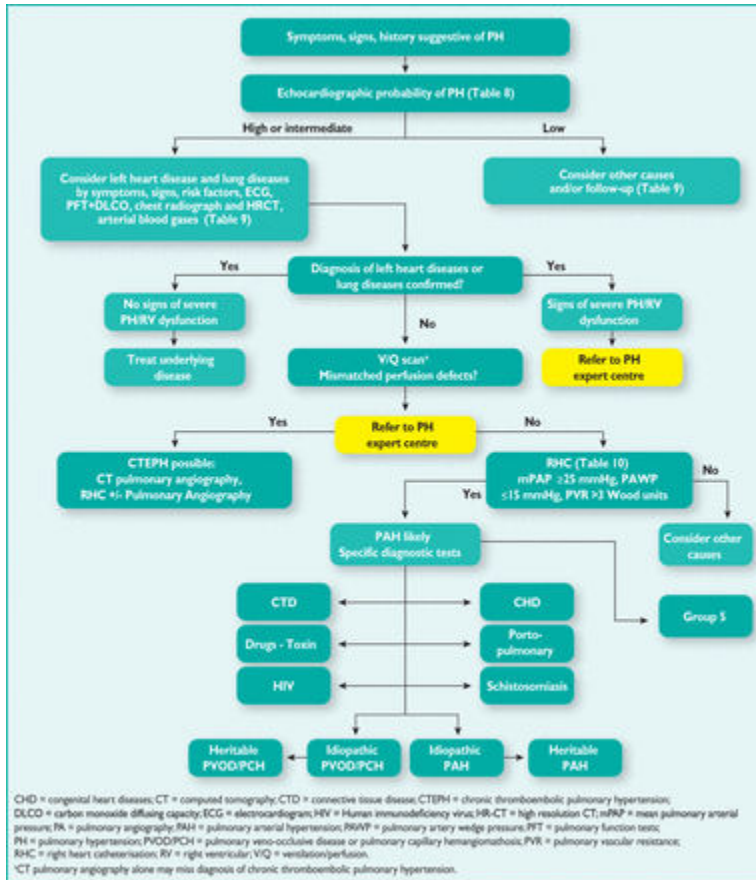 Symptoms, signs, history suggestive of PH
Echocardiographic probability of PH (Table 8)
High or intermediate
Low
Consider left heart disease and lung diseases
by symptoms, signs, risk factors, ECG,
PFT+DLCO, chest radiograph and HRCT,
arterial blood gases (Table 9)
Consider other causes
and/or follow-up (Table 9)
Yes
Diagnosis of left heart diseases or
lung diseases confirmed?
Yes
No signs of severe
PH/RV dysfunction
Signs of severe PH/RV
dysfunction
No
Treat underlying
disease
V/Q scanᵃ
Mismatched perfusion defects?
Refer to PH
expert centre
Yes
Refer to PH
expert centre
No
CTEPH possible:
CT pulmonary angiography,
RHC +/- Pulmonary Angiography
RHC (Table 10)
mPAP ≥25 mmHg, PAWP
≤15 mmHg, PVR >3 Wood units
No
Yes
PAH likely
Specific diagnostic tests
Consider other
causes
CTD
CHD
Group 5
Drugs - Toxin
Porto-
pulmonary
HIV
Schistosomiasis
Heritable
PVOD/PCH
Idiopathic
PVOD/PCH
Idiopathic
PAH
Heritable
PAH
CHD = congenital heart diseases; CT = computed tomography; CTD = connective tissue disease; CTEPH = chronic thromboembolic pulmonary hypertension;
DLCO = carbon monoxide diffusing capacity; ECG = electrocardiogram; HIV = Human immunodeficiency virus; HR-CT = high resolution CT; mPAP = mean pulmonary arterial
pressure; PA = pulmonary angiography; PAH = pulmonary arterial hypertension; PAWP = pulmonary artery wedge pressure; PFT = pulmonary function tests;
PH = pulmonary hypertension; PVOD/PCH = pulmonary veno-occlusive disease or pulmonary capillary hemangiomathosis; PVR = pulmonary vascular resistance;
RHC = right heart catheterisation; RV = right ventricular; V/Q = ventilation/perfusion.
ᵃCT pulmonary angiography alone may miss diagnosis of chronic thromboembolic pulmonary hypertension.